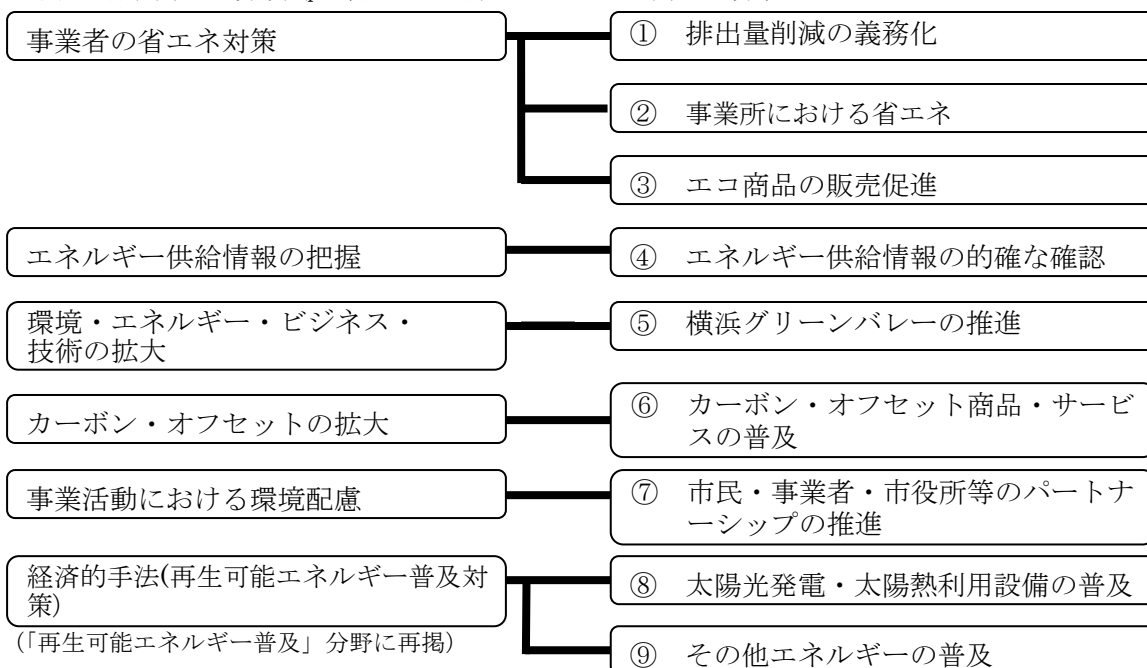 事業者の省エネ対策
① 排出量削減の義務化
② 事業所における省エネ
③ エコ商品の販売促進
エネルギー供給情報の把握
④ エネルギー供給情報の的確な確認
環境・エネルギー・ビジネス・
技術の拡大
⑤ 横浜グリーンバレーの推進
カーボン・オフセットの拡大
⑥ カーボン・オフセット商品・サービ
スの普及
事業活動における環境配慮
⑦ 市民・事業者・市役所等のパートナ
ーシップの推進
経済的手法(再生可能エネルギー普及対
策)
(「再生可能エネルギー普及」分野に再掲)
⑧ 太陽光発電・太陽熱利用設備の普及
⑨ その他エネルギーの普及